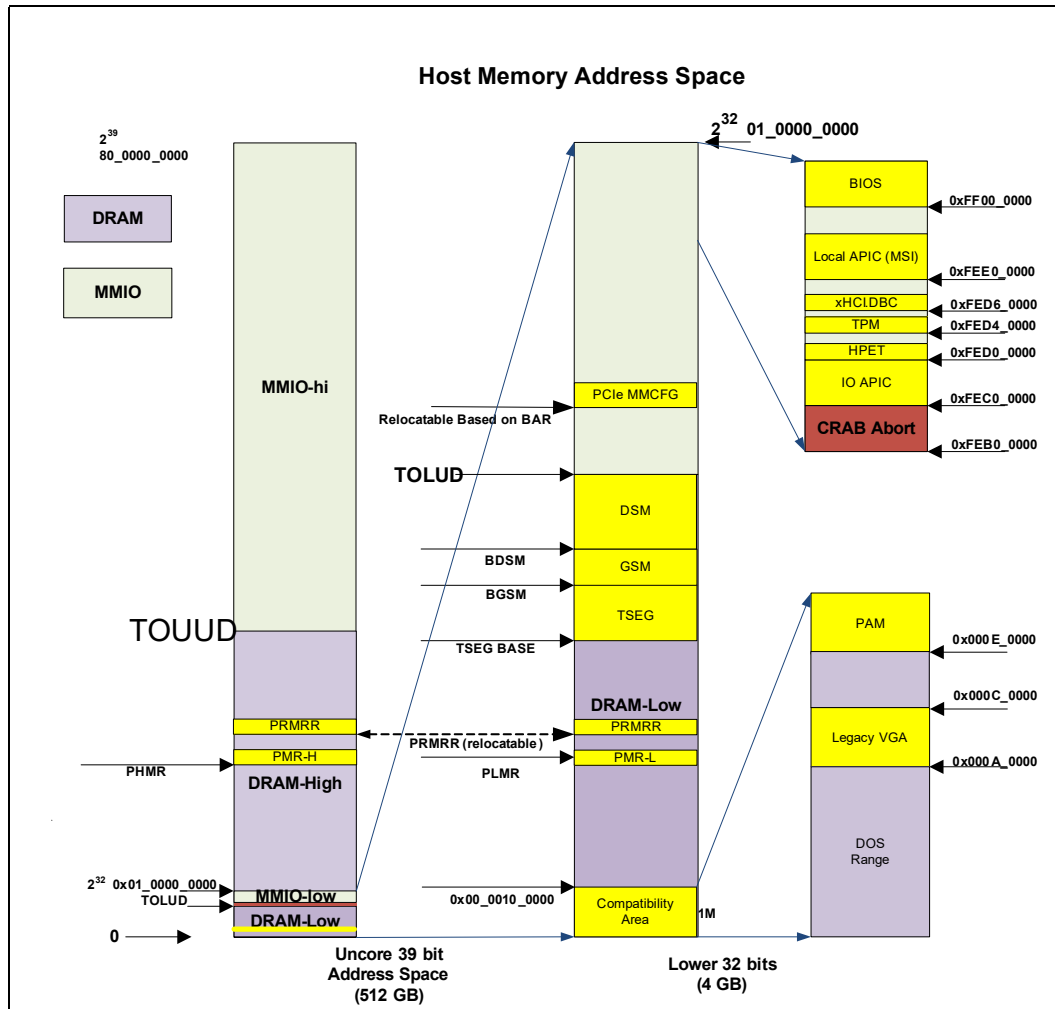 Host Memory Address Space
2^39
80_0000_0000
DRAM
MMIO
MMIO-hi
TOUUD
PRMRR
PMR-H
PHMR
DRAM-High
2^32 0x01_0000_0000
MMIO-low
TOLUD
DRAM-Low
0
Uncore 39 bit
Address Space
(512 GB)
2^32 01_0000_0000
PCIe MMCFG
Relocatable Based on BAR
TOLUD
DSM
BDSM
GSM
BGSM
TSEG
TSEG BASE
DRAM-Low
PRMRR
PRMRR (relocatable)
PMR-L
PLMR
0x00_0010_0000
Compatibility
Area
1M
Lower 32 bits
(4 GB)
BIOS
0xFF00_0000
Local APIC (MSI)
0xFEE0_0000
xHCI.DBC
0xFED6_0000
TPM
0xFED4_0000
HPET
0xFED0_0000
IO APIC
0xFEC0_0000
CRAB Abort
0xFEB0_0000
PAM
0x000E_0000
0x000C_0000
Legacy VGA
0x000A_0000
DOS
Range